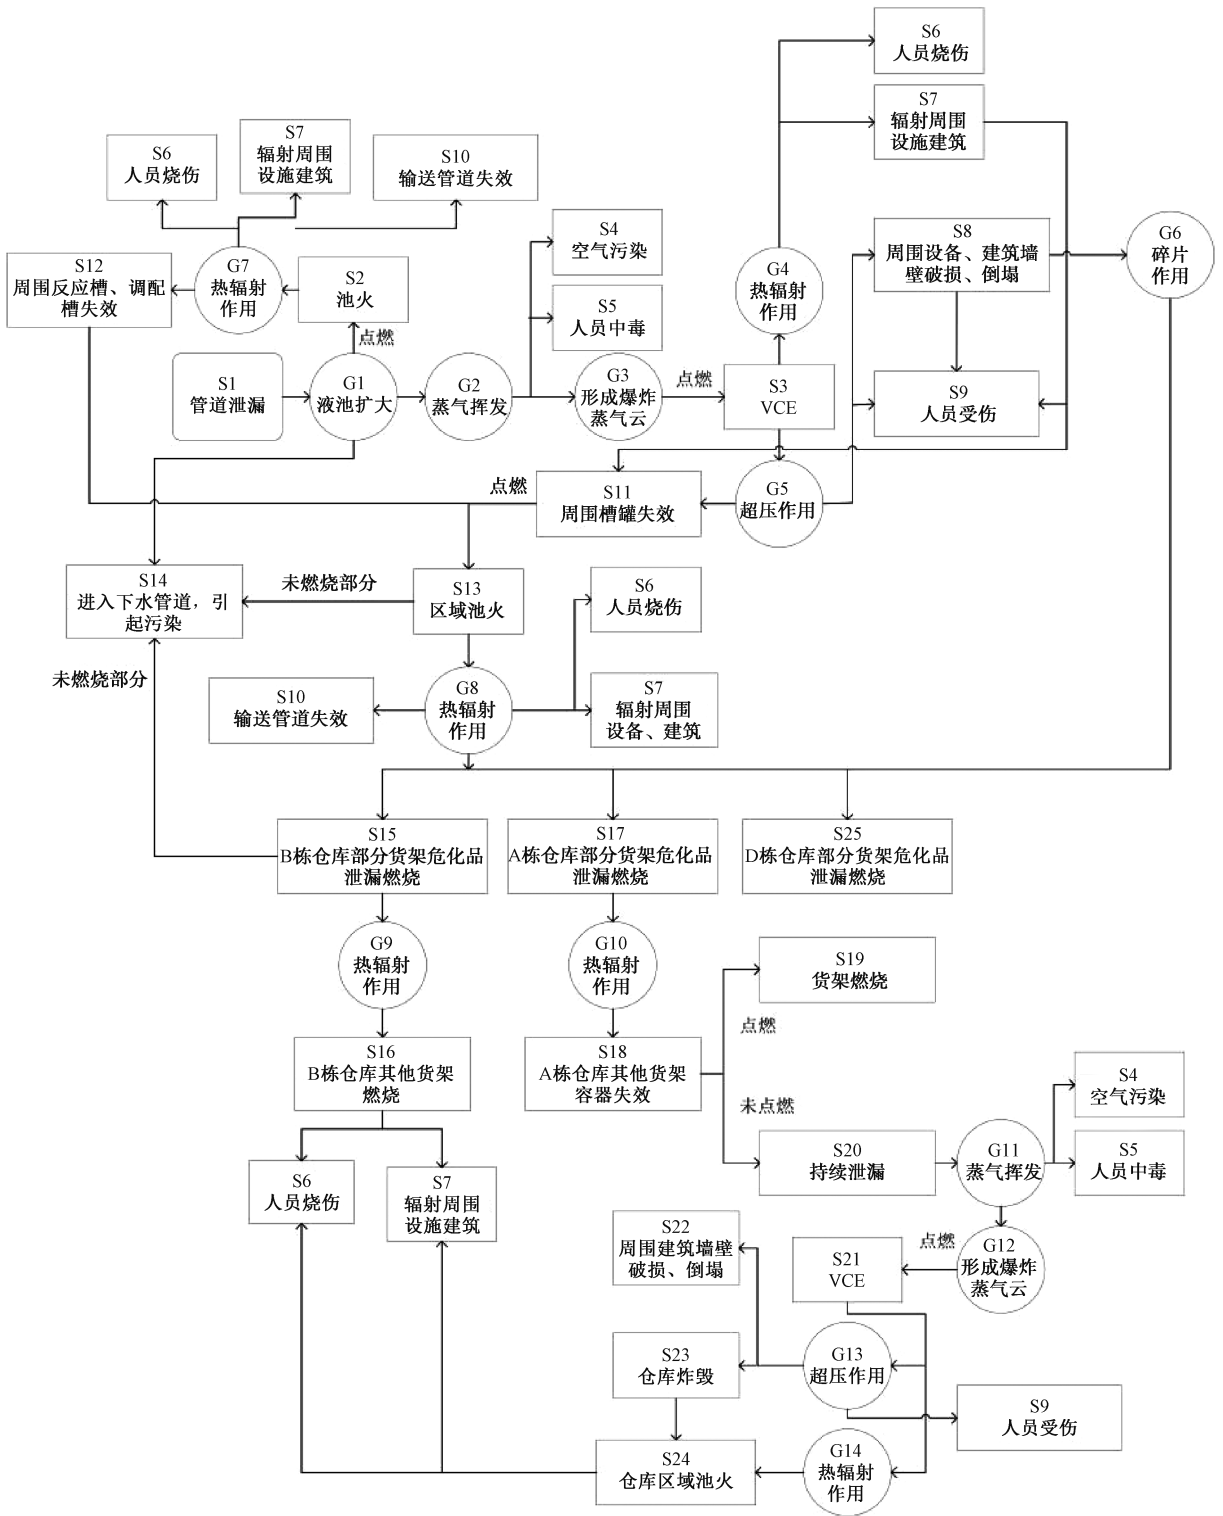 S6
人员烧伤
S7
辐射周围
设施建筑
S6
人员烧伤
S7
辐射周围
设施建筑
S10
输送管道失效
S4
空气污染
S8
周围设备、建筑墙
壁破损、倒塌
G6
碎片
作用
S12
周围反应槽、调配
槽失效
G7
热辐射
作用
S2
池火
G4
热辐射
作用
S5
人员中毒
点燃
S1
管道泄漏
G1
液池扩大
G2
蒸气挥发
G3
形成爆炸
蒸气云
点燃
S3
VCE
S9
人员受伤
点燃
S11
周围槽罐失效
G5
超压作用
S14
进入下水管道，引
起污染
未燃烧部分
S13
区域池火
S6
人员烧伤
未燃烧部分
S10
输送管道失效
G8
热辐射
作用
S7
辐射周围
设备、建筑
S15
B栋仓库部分货架危化品
泄漏燃烧
S17
A栋仓库部分货架危化品
泄漏燃烧
S25
D栋仓库部分货架危化品
泄漏燃烧
G9
热辐射
作用
G10
热辐射
作用
S19
货架燃烧
点燃
S16
B栋仓库其他货架
燃烧
S18
A栋仓库其他货架
容器失效
未点燃
S4
空气污染
S20
持续泄漏
G11
蒸气挥发
S5
人员中毒
S6
人员烧伤
S7
辐射周围
设施建筑
S22
周围建筑墙壁
破损、倒塌
S21
VCE
点燃
G12
形成爆炸
蒸气云
S23
仓库炸毁
G13
超压作用
S9
人员受伤
S24
仓库区域池火
G14
热辐射
作用